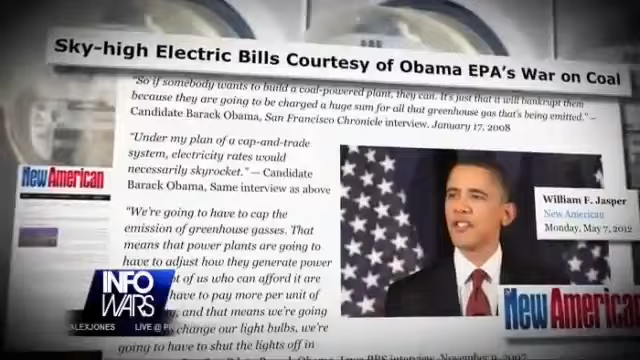 Sky-high Electric Bills Courtesy of Obama EPA's War on Coal
"So if somebody wants to build a coal-powered plant, they can. It's just that it will bankrupt them
because they are going to be charged a huge sum for all that greenhouse gas that's being emitted." —
Candidate Barack Obama, San Francisco Chronicle interview. January 17, 2008
"Under my plan of a cap-and-trade
system, electricity rates would
necessarily skyrocket." — Candidate
Barack Obama, Same interview as above
"We're going to have to cap the
emission of greenhouse gasses. That
means that power plants are going to
have to adjust how they generate power
ot of us who can afford it are
have to pay more per unit of
and that means we're going
change our light bulbs, we're
going to have to shut the lights off in
New American
William F. Jasper
New American
Monday, May 7, 2012
New American
INFO
WARS
ALEXJONES LIVE @